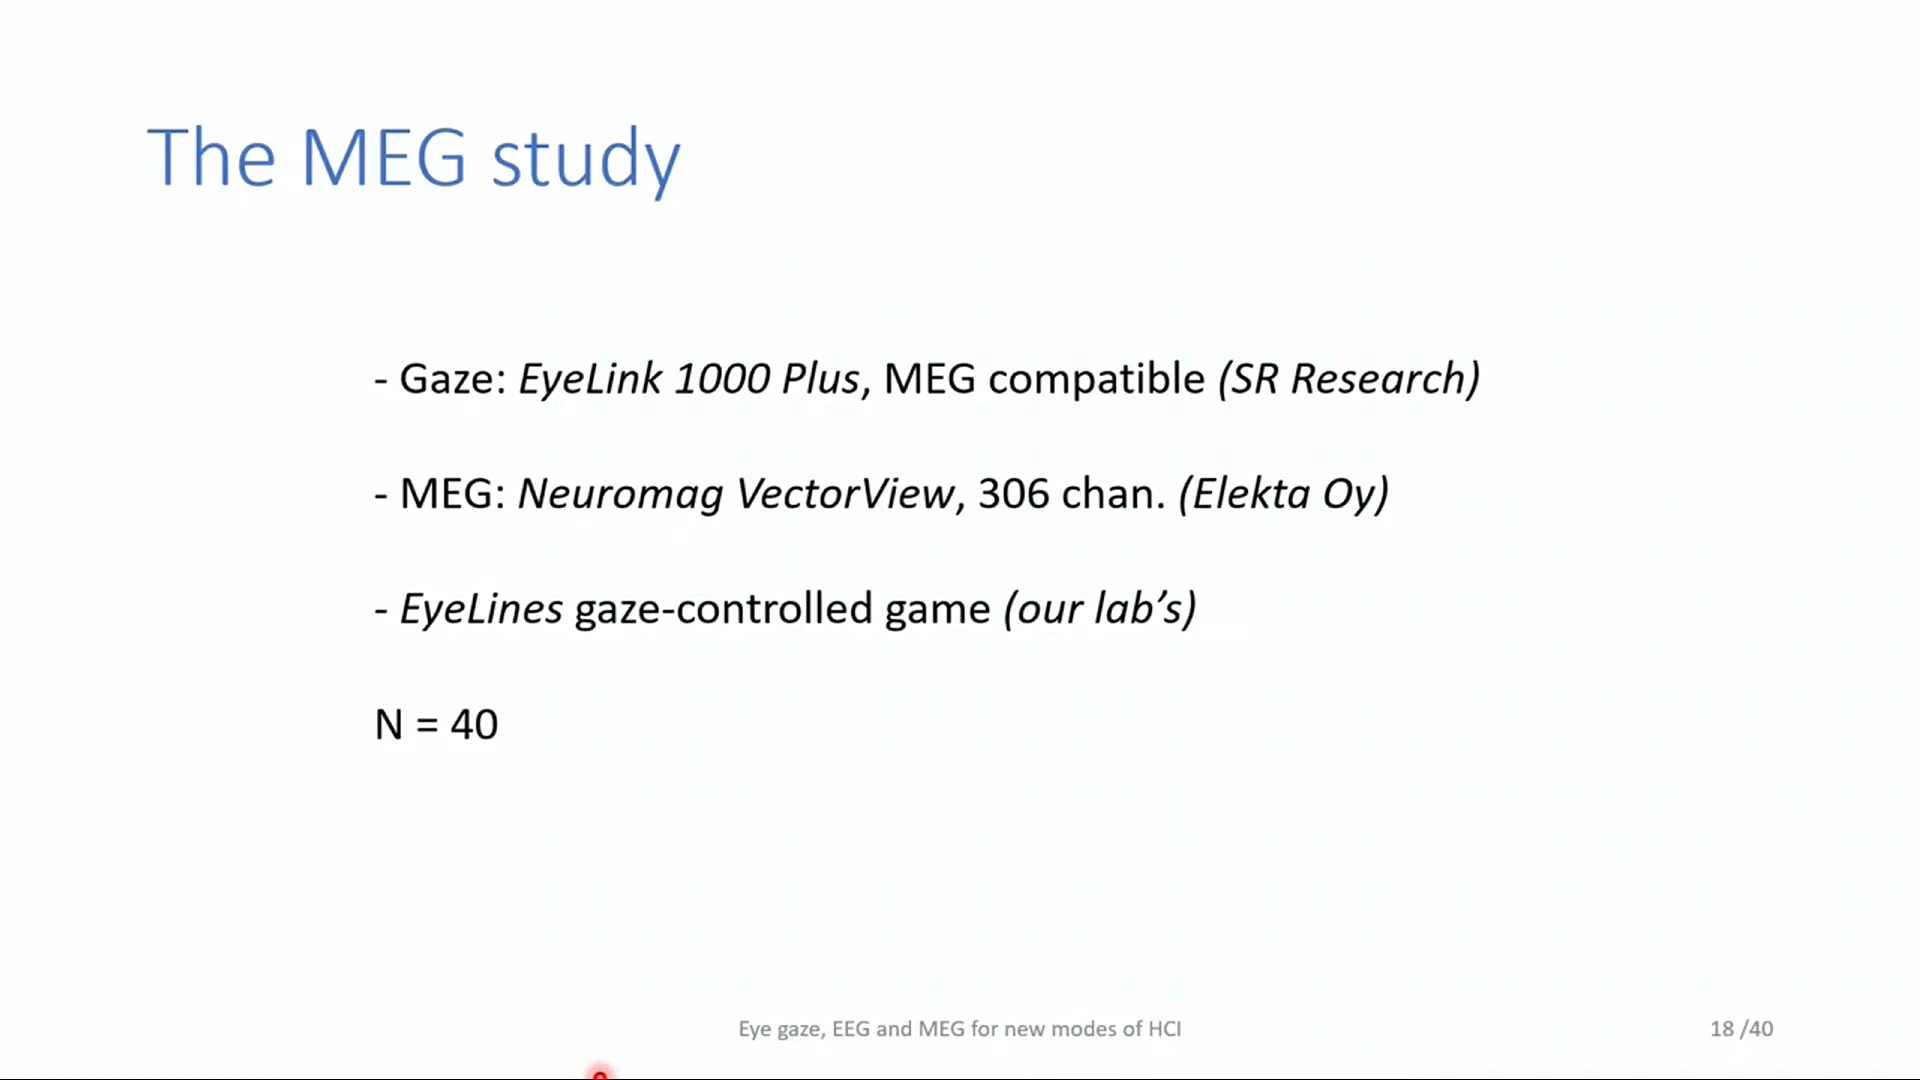 The MEG study
- Gaze: EyeLink 1000 Plus, MEG compatible (SR Research)
- MEG: Neuromag VectorView, 306 chan. (Elekta Oy)
- EyeLines gaze-controlled game (our lab’s)
N = 40
Eye gaze, EEG and MEG for new modes of HCI
18 /40